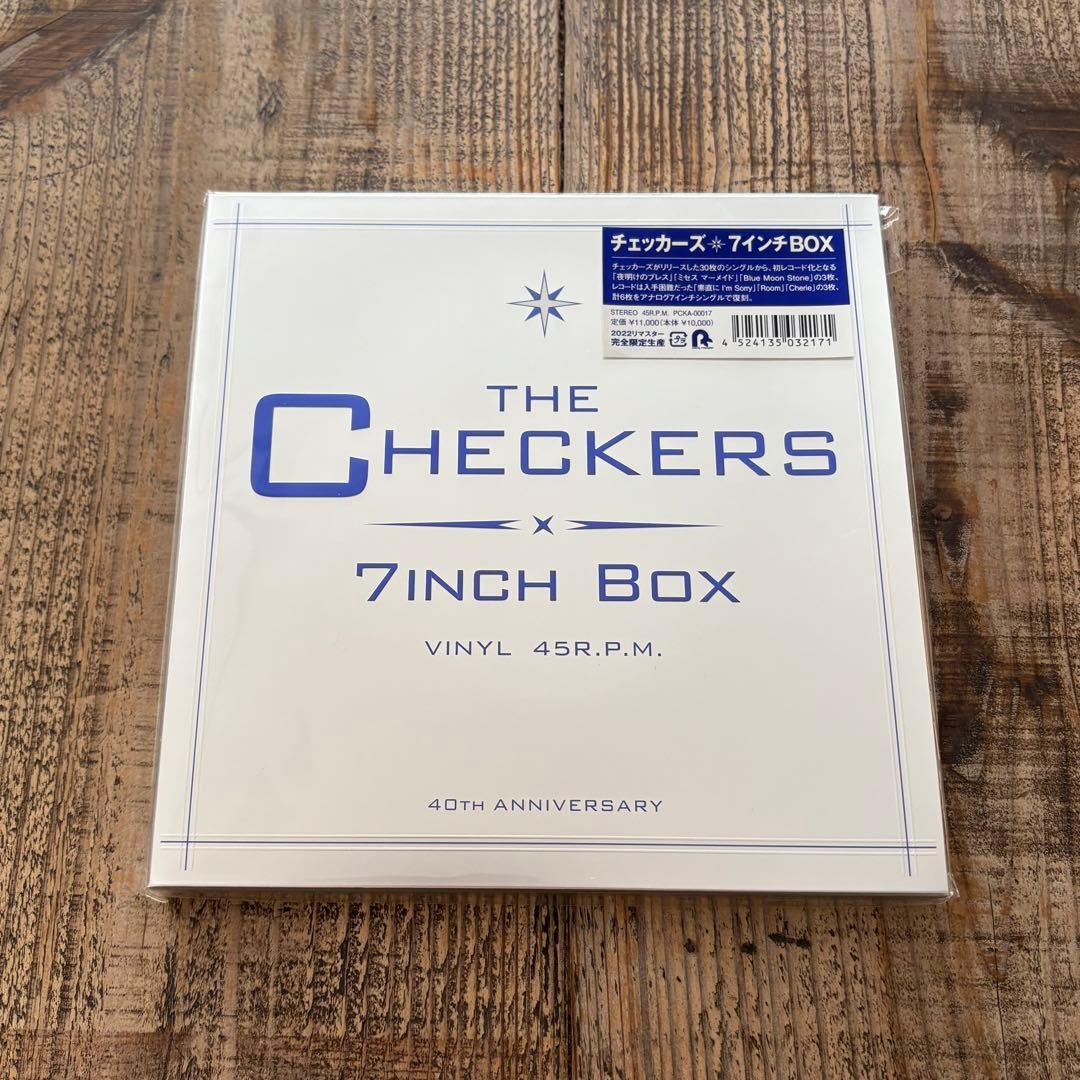 チェッカーズ 7インチBOX
チェッカーズがリリースした30枚のシングルから、初レコード化となる
「夜明けのブレス」「ミセス マーメイド」「Blue Moon Stone」の3枚、
レコードは入手困難だった「素直に I'm Sorry」「Room」「Cherie」の3枚、
計6枚をアナログ7インチシングルで復刻。
STEREO 45R.P.M. PCKA-00017
定価 ¥11,000(本体 ¥10,000)
2022リマスター
完全限定生産
プラ
4 524135 032171
THE
CHECKERS
7INCH BOX
VINYL 45R.P.M.
40TH ANNIVERSARY